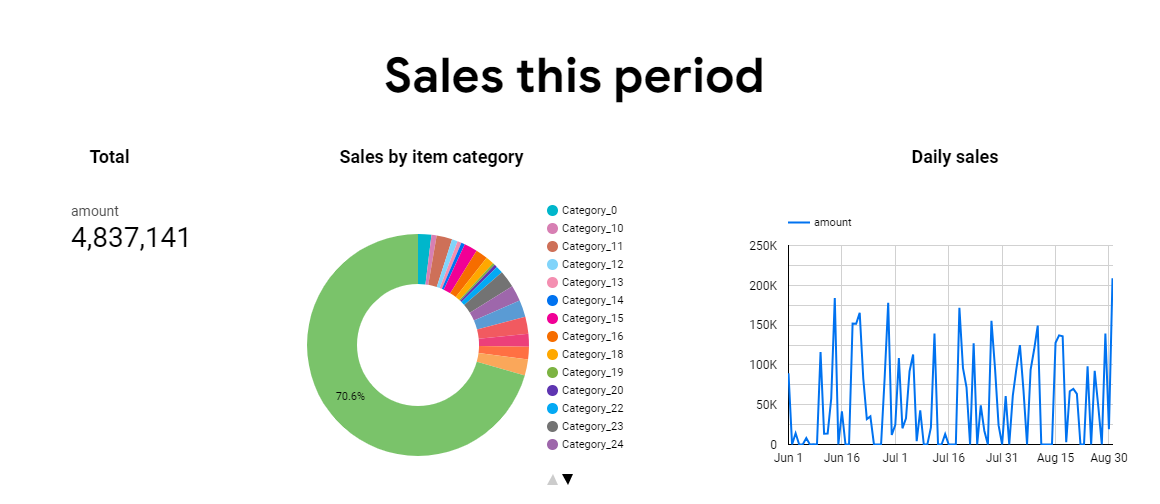 Sales this period
Total
Sales by item category
Daily sales
amount
4,837,141
Category_0
Category_10
Category_11
Category_12
Category_13
Category_14
Category_15
Category_16
Category_18
Category_19
Category_20
Category_22
Category_23
Category_24
70.6%
amount
250K
200K
150K
100K
50K
0
Jun 1 Jun 16 Jul 1 Jul 16 Jul 31 Aug 15 Aug 30